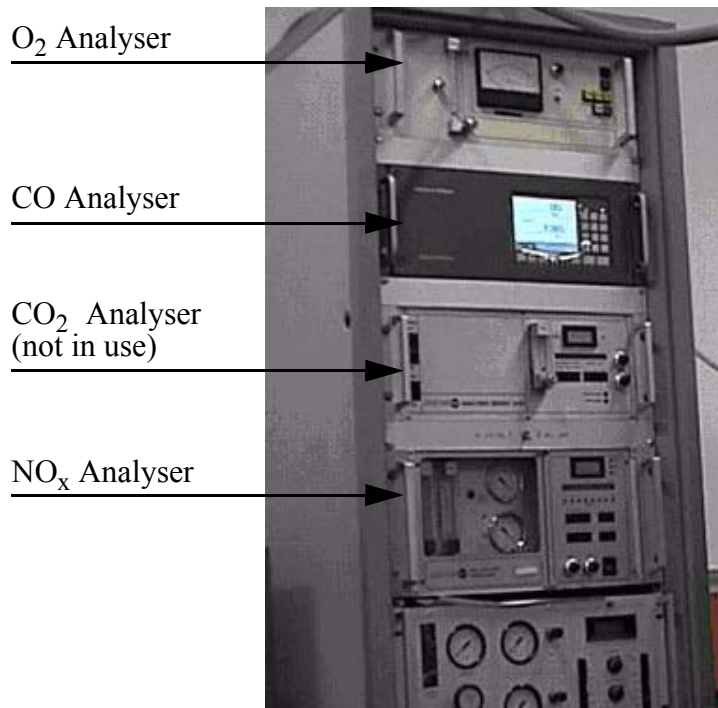 O2 Analyser
CO Analyser
CO2 Analyser
(not in use)
NOx Analyser